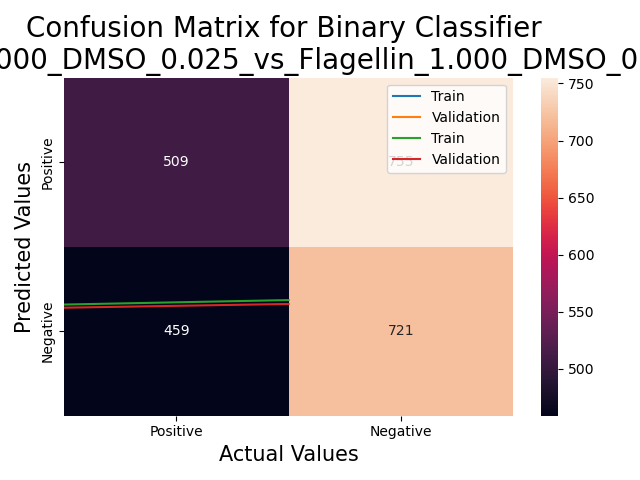 Confusion Matrix for Binary Classifier
000_DMSO_0.025_vs_Flagellin_1.000_DMSO_0
Train
Validation
Train
Validation
Predicted Values
Positive
Negative
509
755
459
721
Positive
Negative
Actual Values
750
700
650
600
550
500